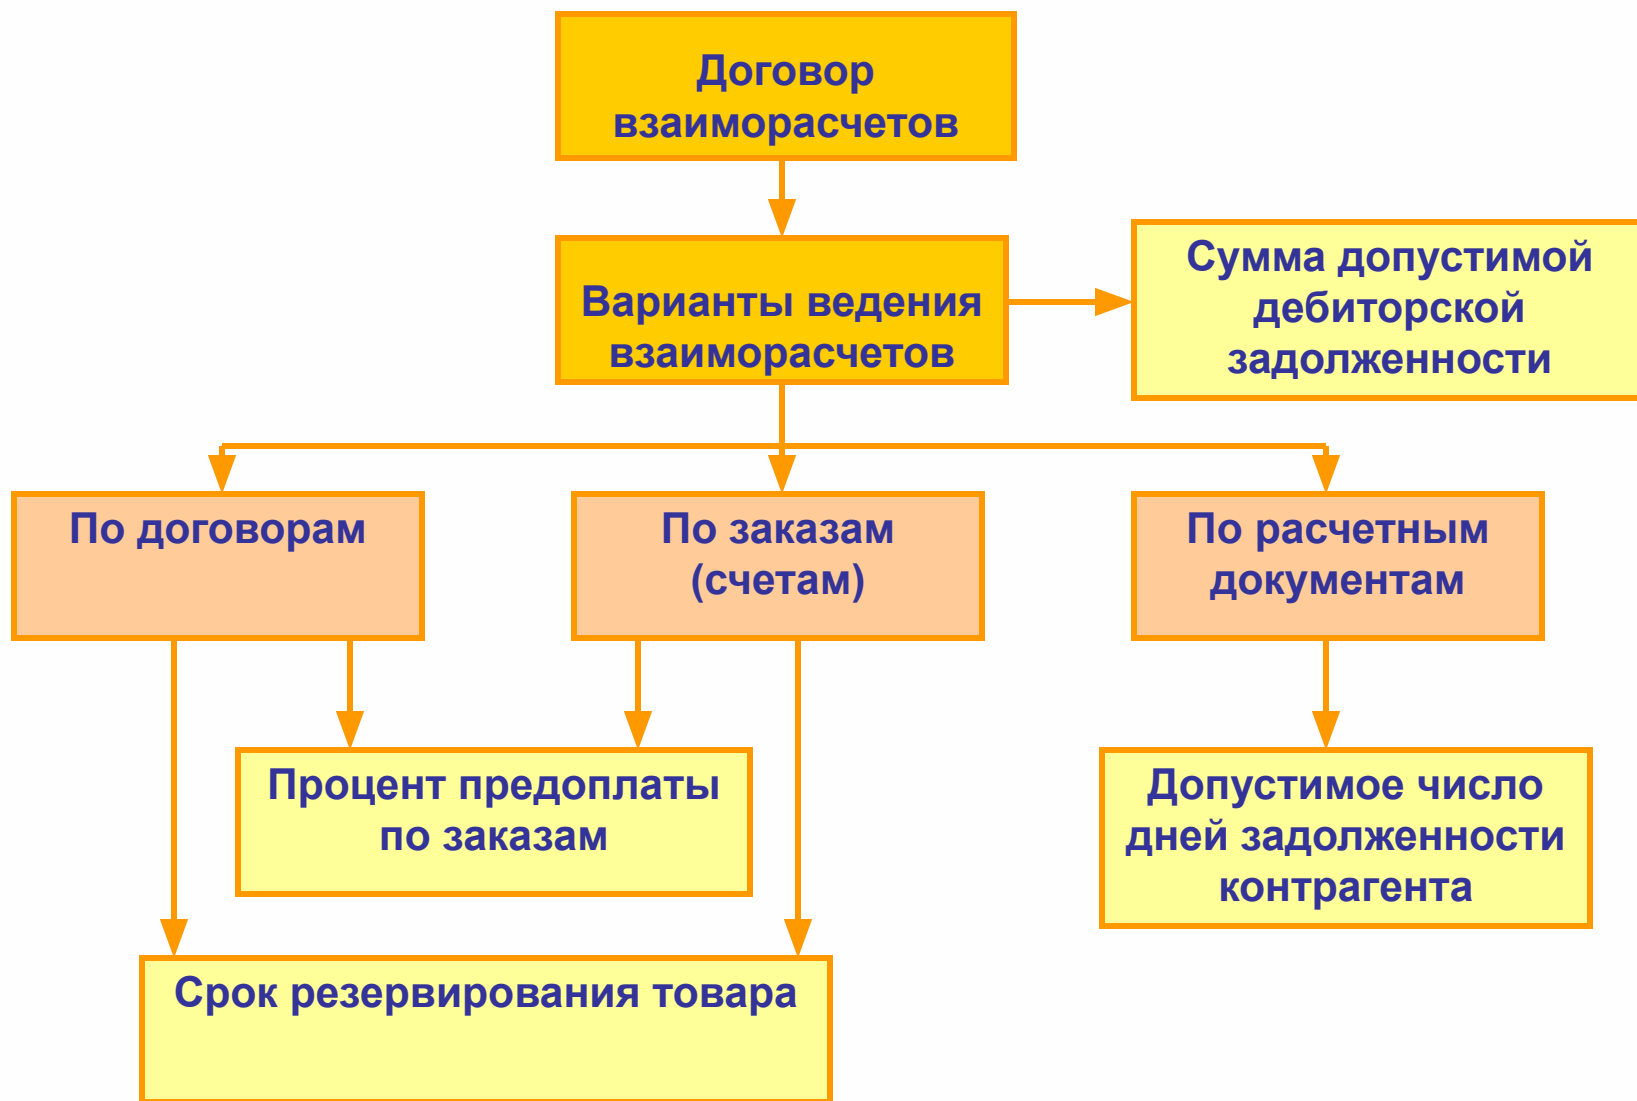 Договор
взаиморасчетов
Варианты ведения
взаиморасчетов
Сумма допустимой
дебиторской
задолженности
По договорам
По заказам
(счетам)
По расчетным
документам
Процент предоплаты
по заказам
Допустимое число
дней задолженности
контрагента
Срок резервирования товара